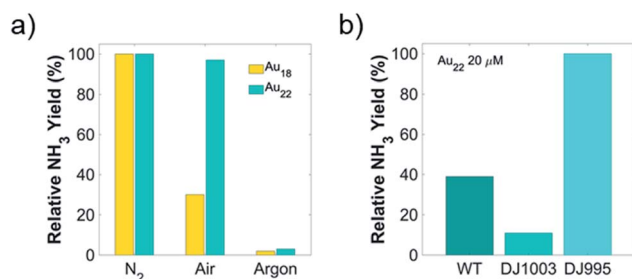 a)
Relative NH₃ Yield (%)
100
80
60
40
20
0
Au₁₈
Au₂₂
N₂ Air Argon
b)
Relative NH₃ Yield (%)
100
80
60
40
20
0
Au₂₂ 20 μM
WT DJ1003 DJ995